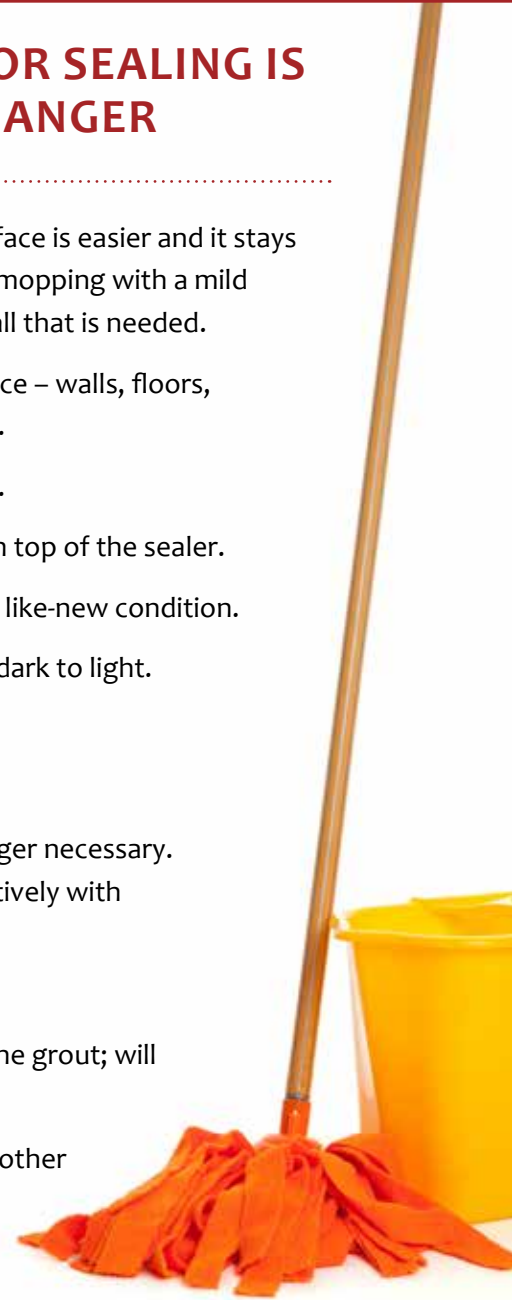 OR SEALING IS
ANGER
face is easier and it stays
mopping with a mild
all that is needed.
ce – walls, floors,
.
.
n top of the sealer.
like-new condition.
dark to light.
ger necessary.
tively with
he grout; will
other